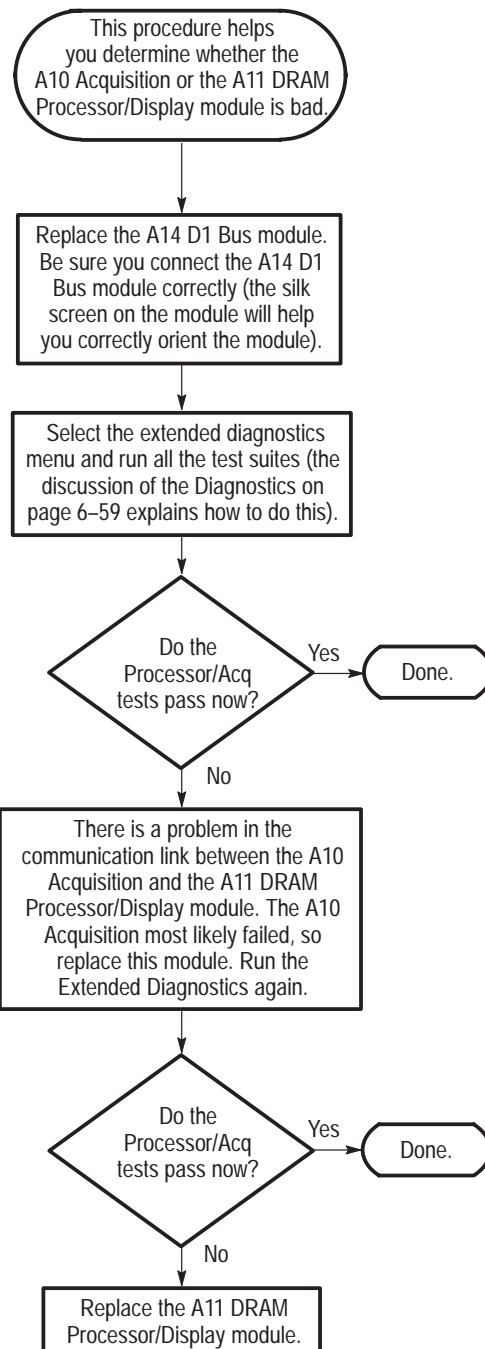 This procedure helps
you determine whether the
A10 Acquisition or the A11 DRAM
Processor/Display module is bad.
Replace the A14 D1 Bus module.
Be sure you connect the A14 D1
Bus module correctly (the silk
screen on the module will help
you correctly orient the module).
Select the extended diagnostics
menu and run all the test suites (the
discussion of the Diagnostics on
page 6–59 explains how to do this).
Do the
Processor/Acq
tests pass now?
Yes
Done.
No
There is a problem in the
communication link between the A10
Acquisition and the A11 DRAM
Processor/Display module. The A10
Acquisition most likely failed, so
replace this module. Run the
Extended Diagnostics again.
Do the
Processor/Acq
tests pass now?
Yes
Done.
No
Replace the A11 DRAM
Processor/Display module.